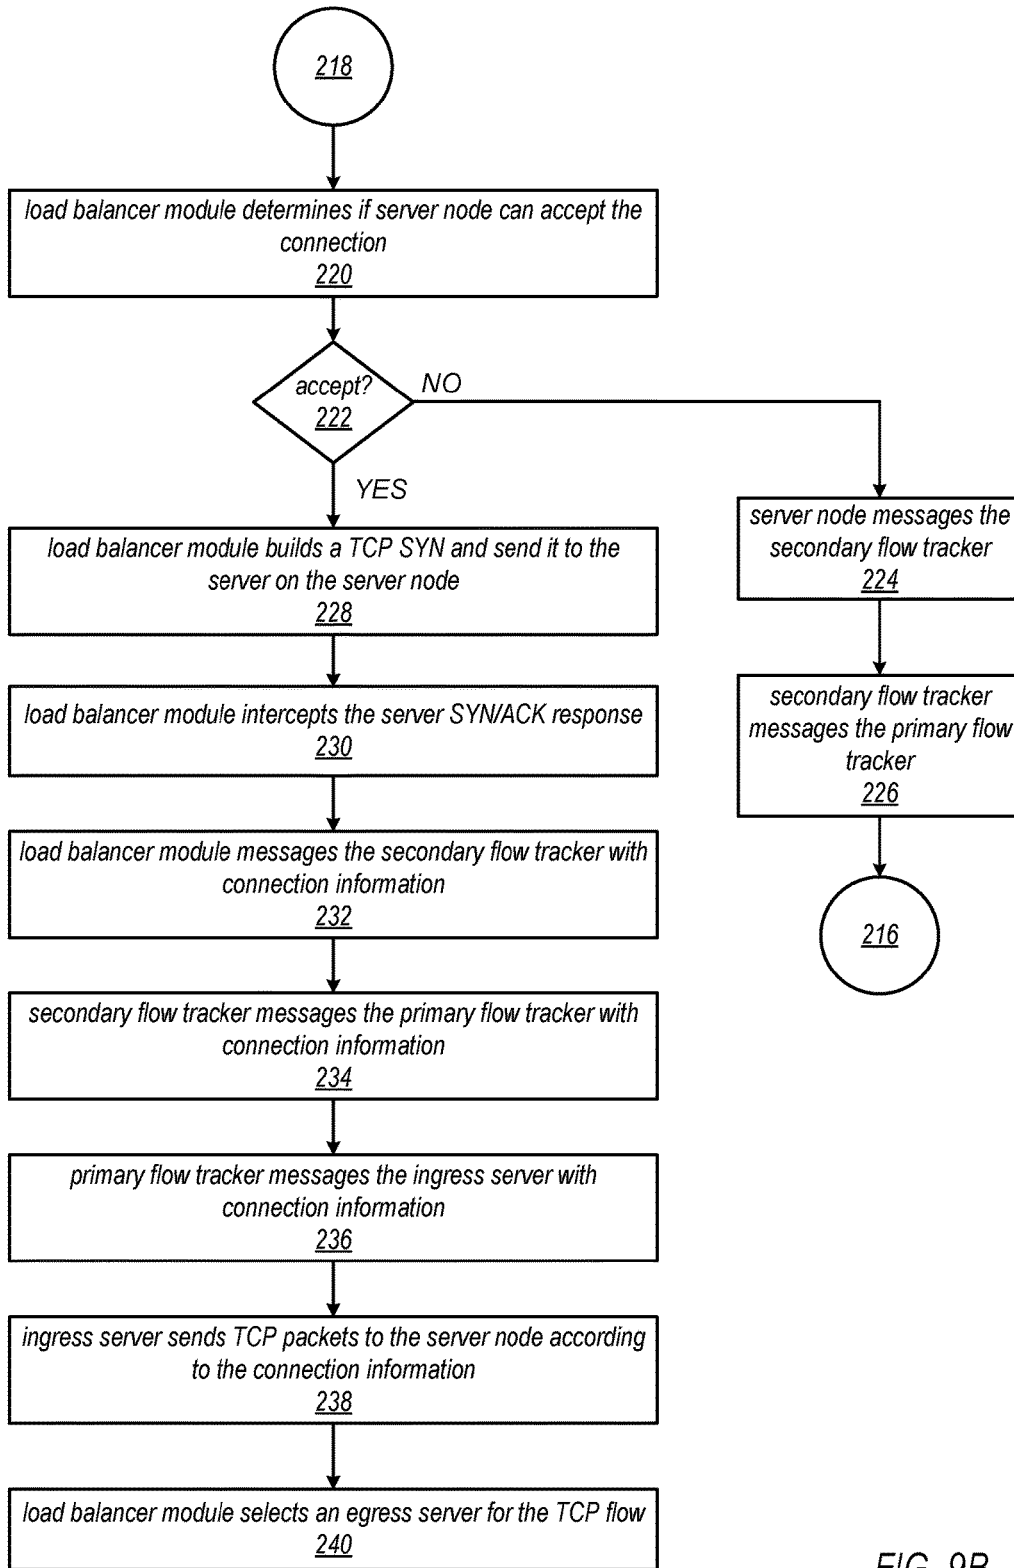 218
load balancer module determines if server node can accept the
connection
220
accept?
222
NO
YES
server node messages the
secondary flow tracker
224
load balancer module builds a TCP SYN and send it to the
server on the server node
228
secondary flow tracker
messages the primary flow
tracker
226
load balancer module intercepts the server SYN/ACK response
230
load balancer module messages the secondary flow tracker with
connection information
232
216
secondary flow tracker messages the primary flow tracker with
connection information
234
primary flow tracker messages the ingress server with
connection information
236
ingress server sends TCP packets to the server node according
to the connection information
238
load balancer module selects an egress server for the TCP flow
240
FIG. 9B